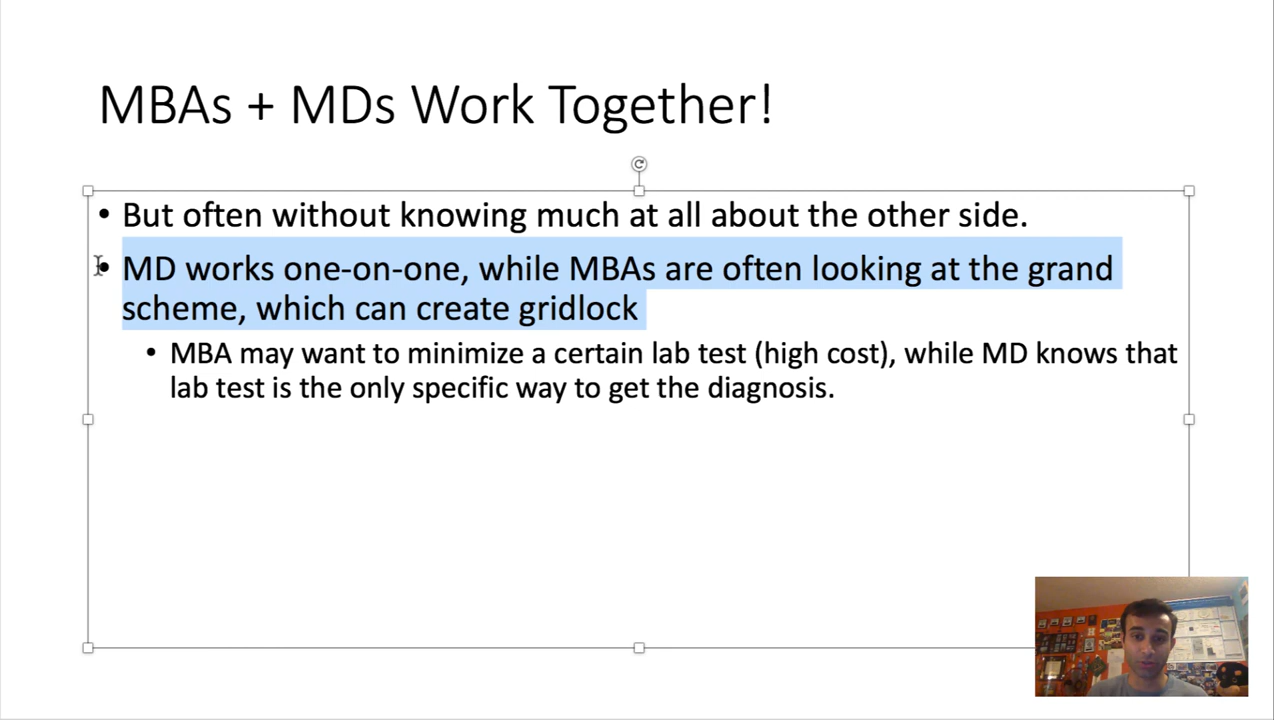 MBAs + MDs Work Together!
• But often without knowing much at all about the other side.
• MD works one-on-one, while MBAs are often looking at the grand
scheme, which can create gridlock
• MBA may want to minimize a certain lab test (high cost), while MD knows that
lab test is the only specific way to get the diagnosis.